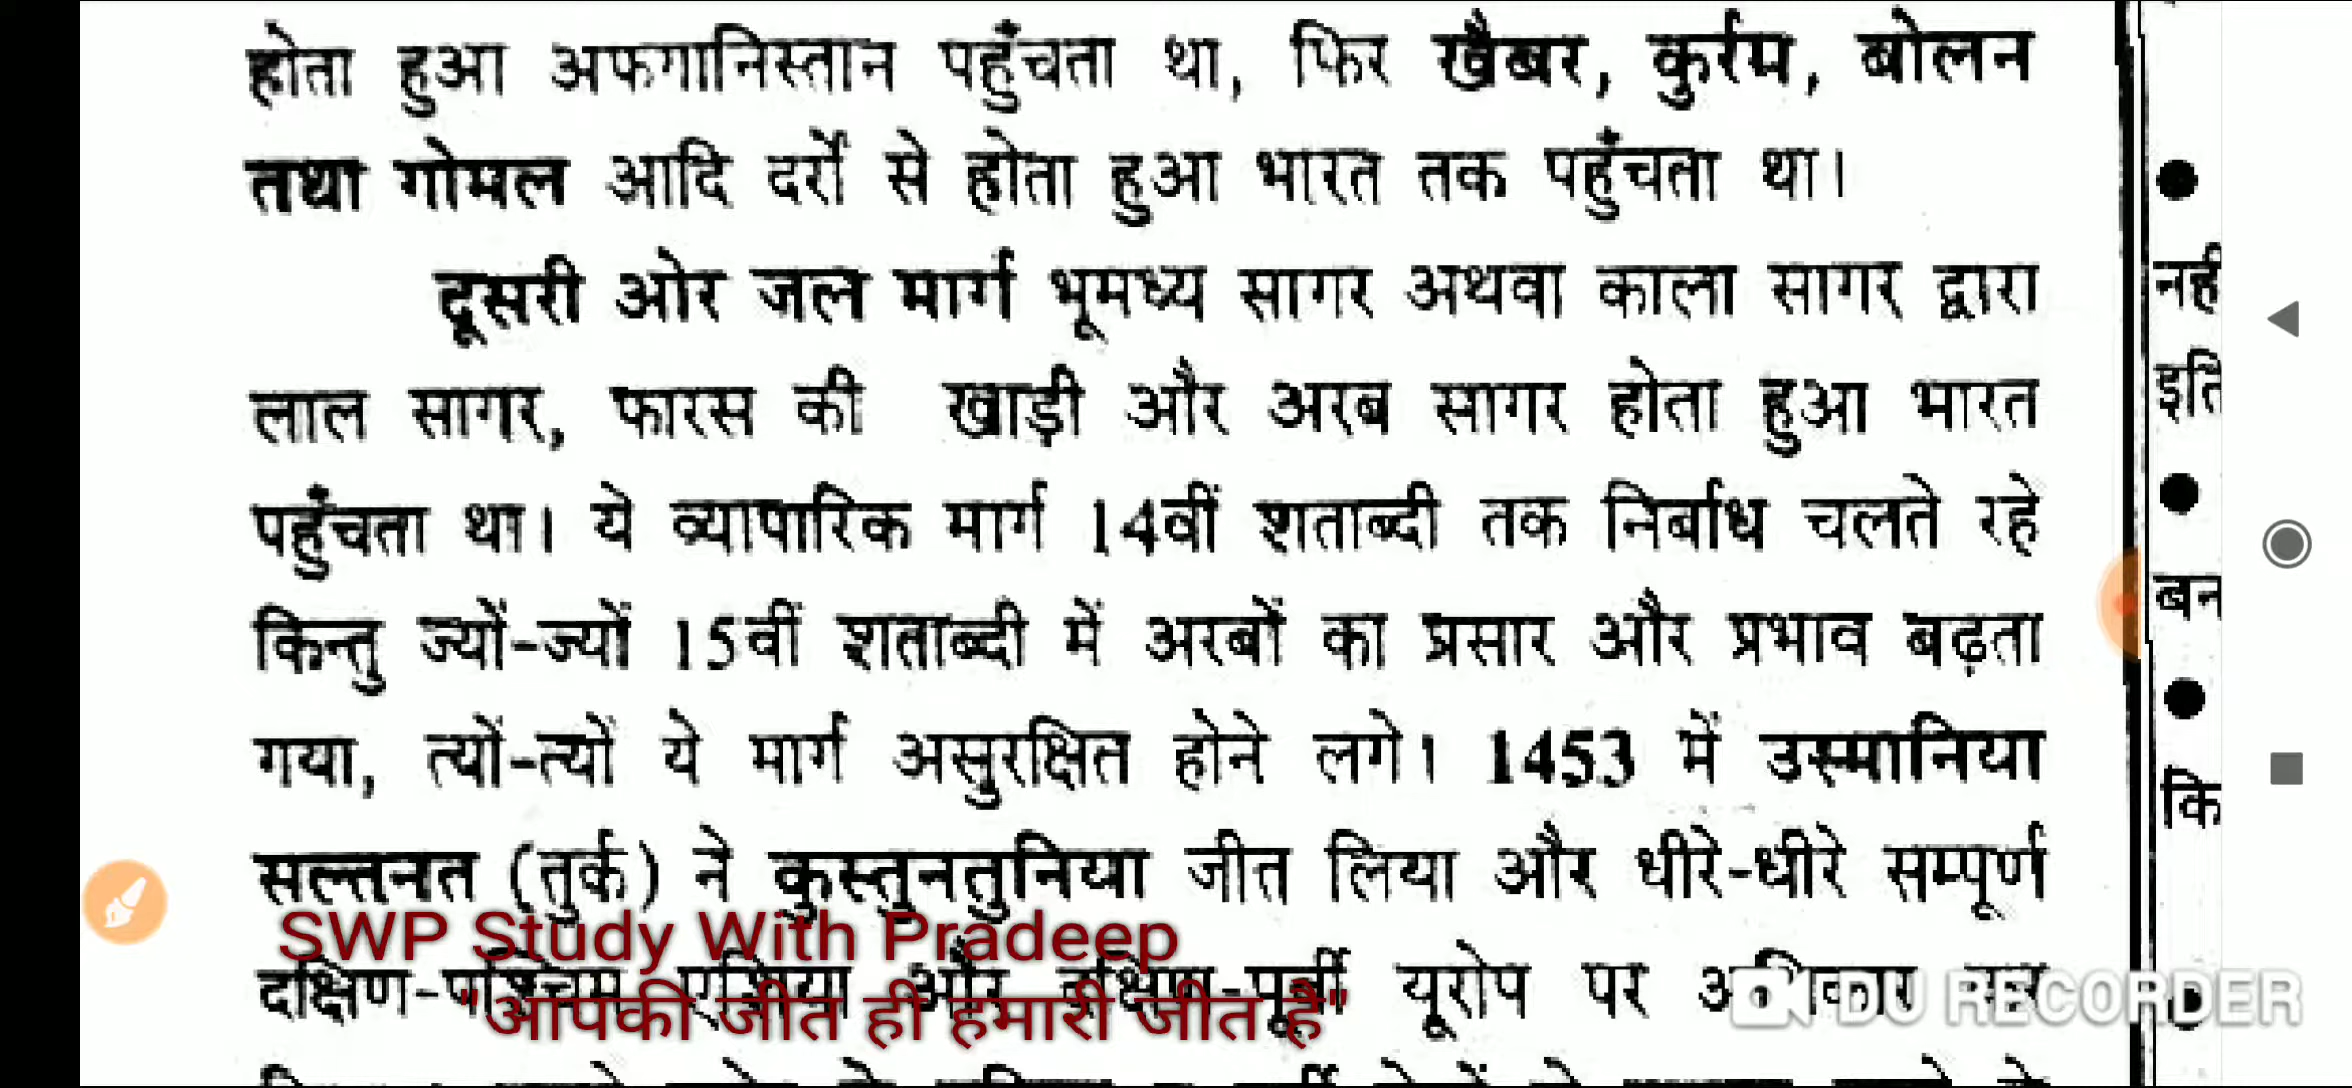 होता हुआ अफगानिस्तान पहुँचता था, फिर खैबर, कुर्रम, बोलन
तथा गोमल आदि दर्रों से होता हुआ भारत तक पहुँचता था।
दूसरी ओर जल मार्ग भूमध्य सागर अथवा काला सागर द्वारा
लाल सागर, फारस की खाड़ी और अरब सागर होता हुआ भारत
पहुँचता था। ये व्यापारिक मार्ग 14वीं शताब्दी तक निर्बाध चलते रहे
किन्तु ज्यों-ज्यों 15वीं शताब्दी में अरबों का प्रसार और प्रभाव बढ़ता
गया, त्यों-त्यों ये मार्ग असुरक्षित होने लगे। 1453 में उस्मानिया
सल्तनत (तुर्क) ने कुस्तुनतुनिया जीत लिया और धीरे-धीरे सम्पूर्ण
SWP Study With Pradeep
दक्षिण-पश्चिम एशिया और दक्षिण-पूर्वी यूरोप पर अधिकार कर
"आपकी जीत ही हमारी जीत है"
DU RECORDER
नहीं
इति
बन
कि